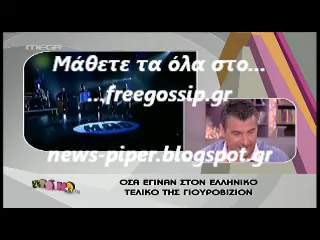 MEGA
Μάθετε τα όλα στο...
...freegossip.gr
news-piper.blogspot.gr
ΟΣΑ ΕΓΙΝΑΝ ΣΤΟΝ ΕΛΛΗΝΙΚΟ
ΤΕΛΙΚΟ ΤΗΣ ΓΙΟΥΡΟΒΙΖΙΟΝ